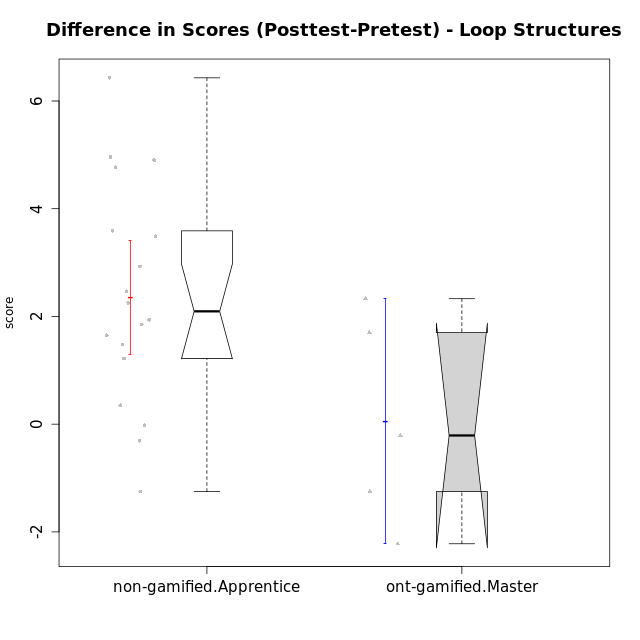 Difference in Scores (Posttest-Pretest) - Loop Structures
score
6
4
2
0
-2
non-gamified.Apprentice
ont-gamified.Master